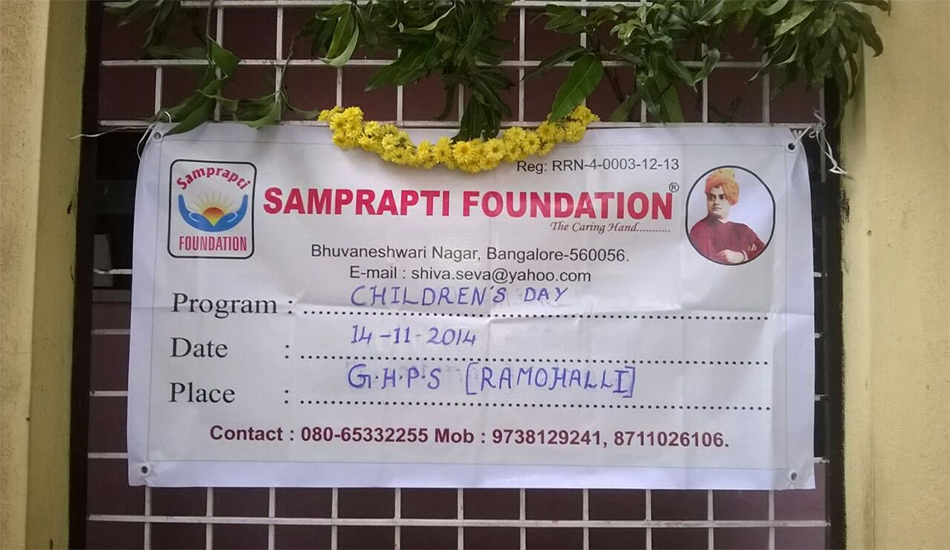 Reg: RRN-4-0003-12-13
Samprapti
FOUNDATION
SAMPRAPTI FOUNDATION®
The Caring Hand...........
Bhuvaneshwari Nagar, Bangalore-560056.
E-mail : shiva.seva@yahoo.com
Program : CHILDREN'S DAY
Date : 14-11-2014
Place : G.H.P.S [RAMOHALLI]
Contact : 080-65332255 Mob : 9738129241, 8711026106.